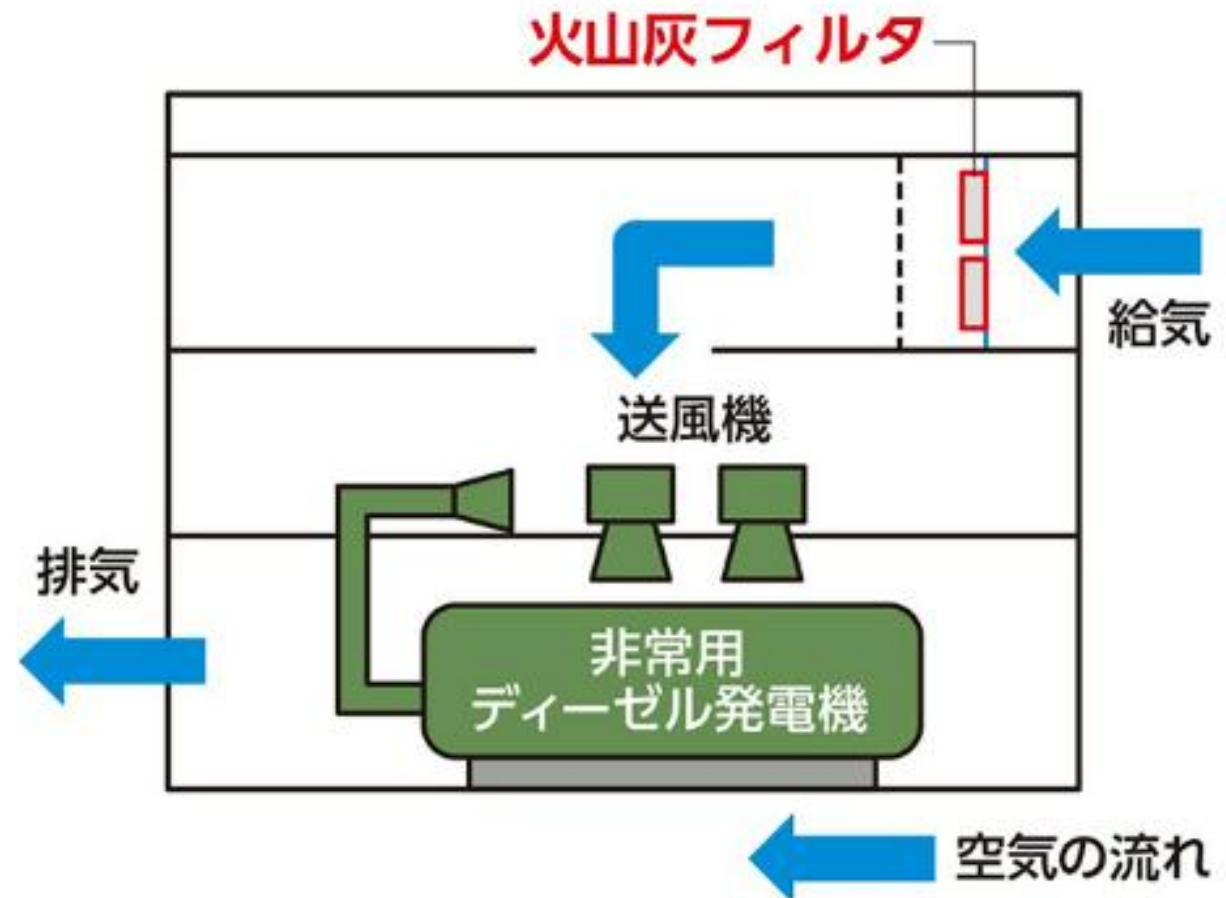 火山灰フィルタ
給気
送風機
排気
非常用
ディーゼル発電機
空気の流れ